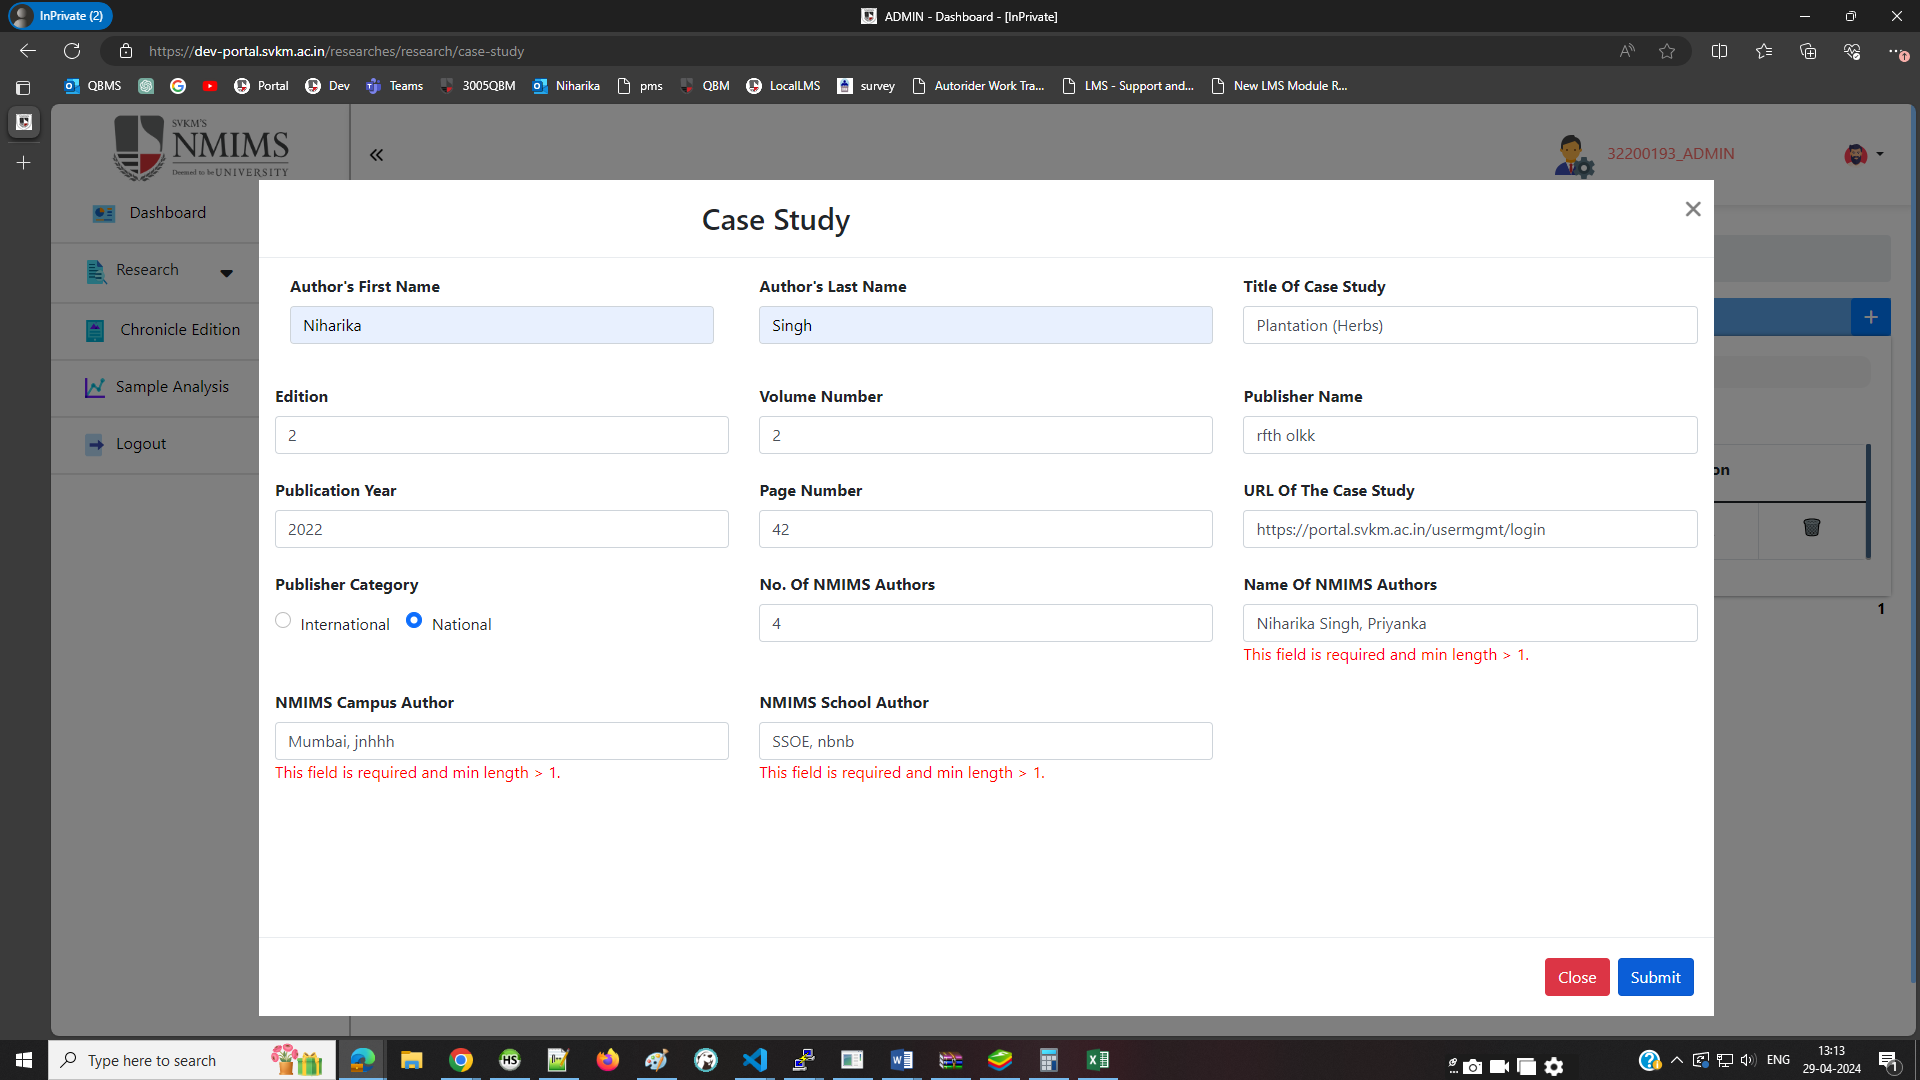 InPrivate (2)
ADMIN - Dashboard - [InPrivate]
https://dev-portal.svkm.ac.in/researches/research/case-study
QBMS
Portal
Dev
Teams
3005QBM
Niharika
pms
QBM
LocalLMS
survey
Autorider Work Tra...
LMS - Support and...
New LMS Module R...
SVKM'S
NMIMS
Deemed to be UNIVERSITY
32200193_ADMIN
Dashboard
Research
Chronicle Edition
Sample Analysis
Logout
Case Study
Author's First Name
Author's Last Name
Title Of Case Study
Niharika
Singh
Plantation (Herbs)
Edition
Volume Number
Publisher Name
2
2
rfth olkk
Publication Year
Page Number
URL Of The Case Study
2022
42
https://portal.svkm.ac.in/usermgmt/login
Publisher Category
No. Of NMIMS Authors
Name Of NMIMS Authors
International
National
4
Niharika Singh, Priyanka
This field is required and min length > 1.
NMIMS Campus Author
NMIMS School Author
Mumbai, jnhhh
SSOE, nbnb
This field is required and min length > 1.
This field is required and min length > 1.
on
1
Close
Submit
Type here to search
HS
ENG
13:13
29-04-2024
1